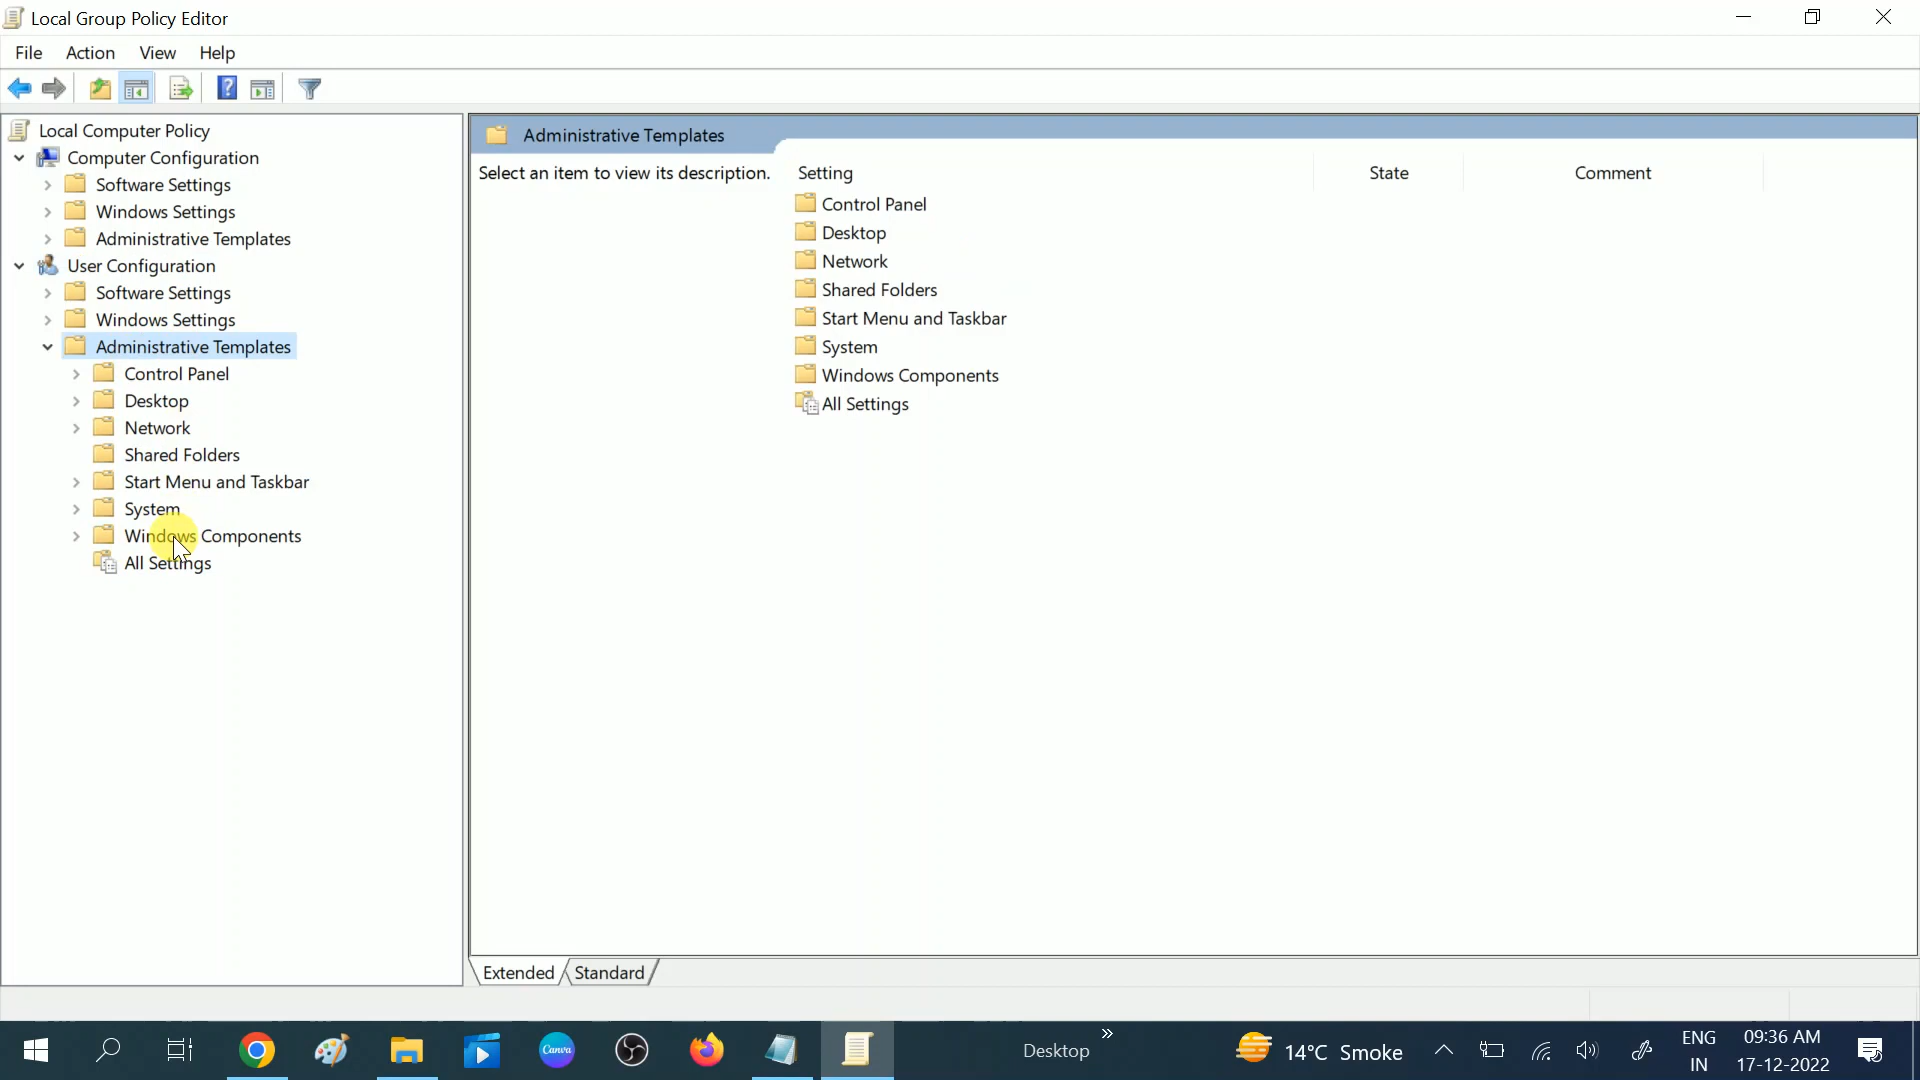 Local Group Policy Editor
File Action View Help
Local Computer Policy
Computer Configuration
Software Settings
Windows Settings
Administrative Templates
User Configuration
Software Settings
Windows Settings
Administrative Templates
Control Panel
Desktop
Network
Shared Folders
Start Menu and Taskbar
System
Windows Components
All Settings
Administrative Templates
Select an item to view its description.
Setting State Comment
Control Panel
Desktop
Network
Shared Folders
Start Menu and Taskbar
System
Windows Components
All Settings
Extended Standard
Canva
Desktop
14°C Smoke
ENG
IN
09:36 AM
17-12-2022